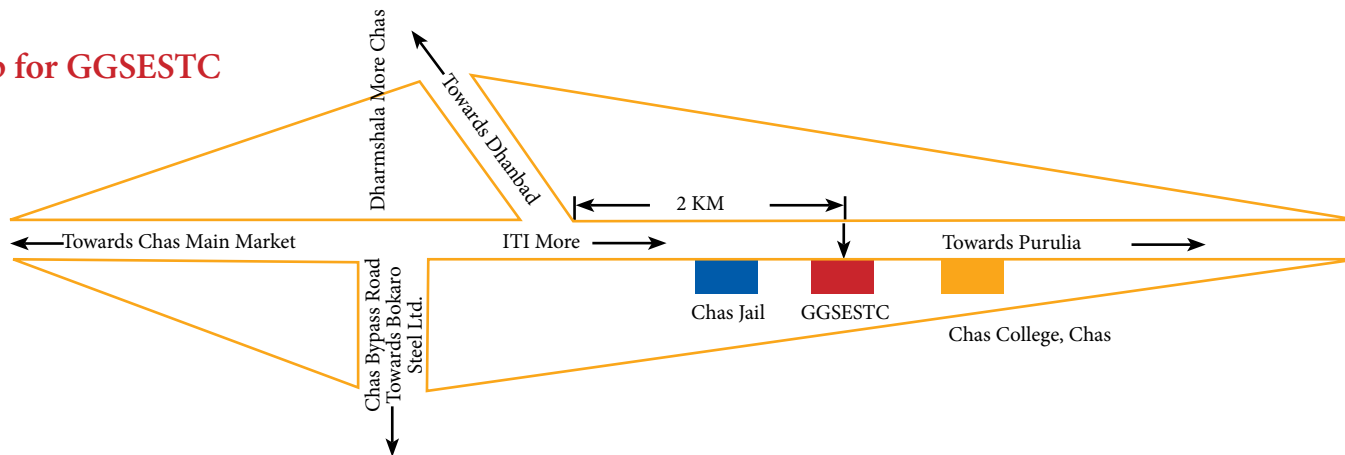 for GGSESTC
Dharmshala More Chas
Towards Dhanbad
2 KM
Towards Chas Main Market
ITI More
Towards Purulia
Chas Bypass Road
Towards Bokaro
Steel Ltd.
Chas Jail
GGSESTC
Chas College, Chas